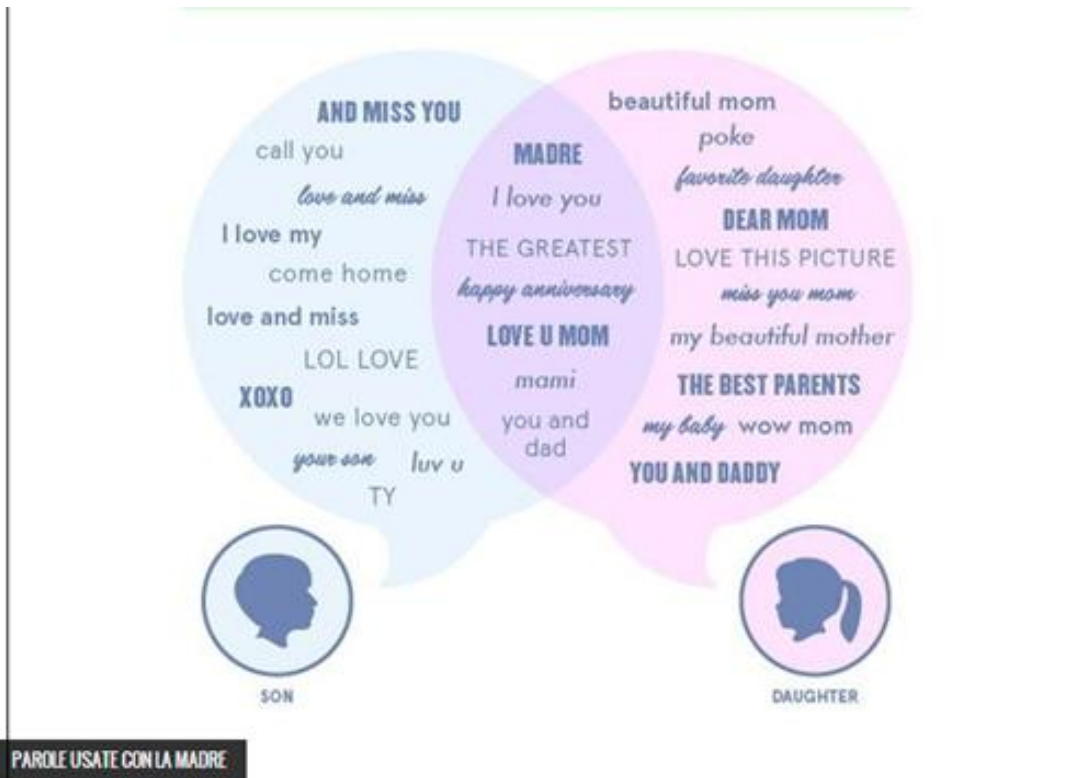 AND MISS YOU
call you
love and miss
I love my
come home
love and miss
LOL LOVE
XOXO
we love you
your son
luv u
TY
MADRE
I love you
THE GREATEST
happy anniversary
LOVE U MOM
mami
you and
dad
beautiful mom
poke
favorite daughter
DEAR MOM
LOVE THIS PICTURE
miss you mom
my beautiful mother
THE BEST PARENTS
my baby wow mom
YOU AND DADDY
SON
DAUGHTER
PAROLE USATE CON LA MADRE